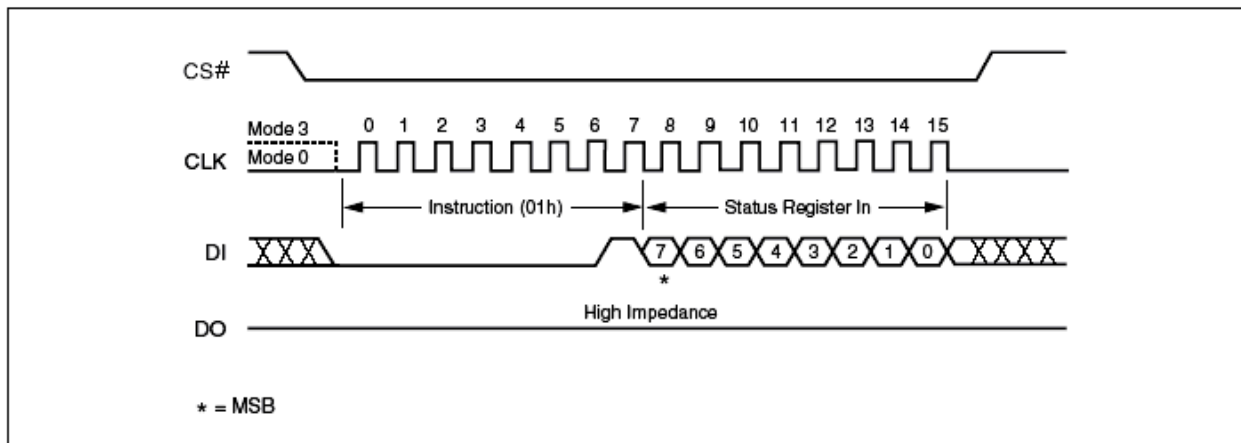 CS#
Mode 3
0 1 2 3 4 5 6 7 8 9 10 11 12 13 14 15
CLK
Mode 0
Instruction (01h)
Status Register In
DI
7 6 5 4 3 2 1 0
*
High Impedance
DO
* = MSB